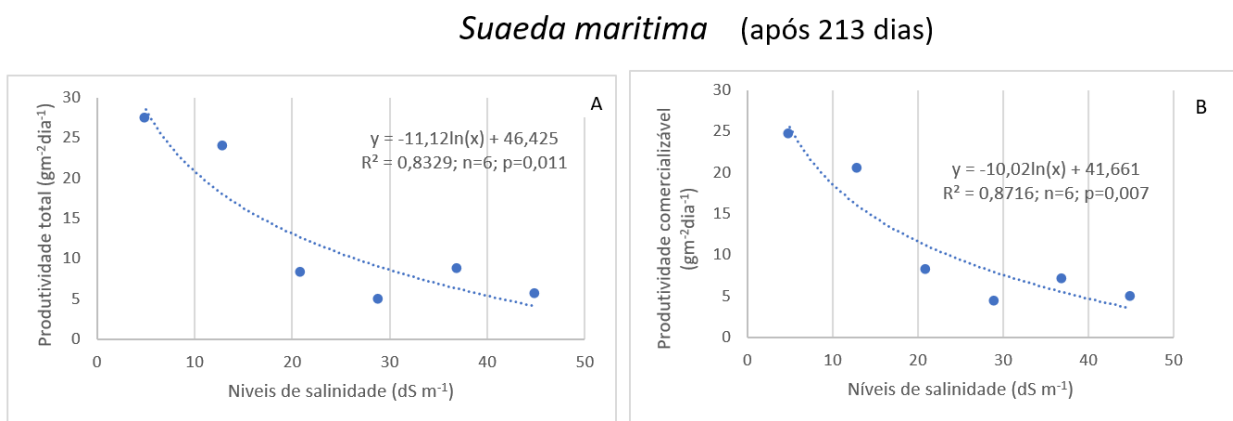 Suaeda maritima (após 213 dias)
A
y = -11,12ln(x) + 46,425
R² = 0,8329; n=6; p=0,011
Produtividade total (gm⁻²dia⁻¹)
30
25
20
15
10
5
0
0 10 20 30 40 50
Niveis de salinidade (dS m⁻¹)
B
y = -10,02ln(x) + 41,661
R² = 0,8716; n=6; p=0,007
Produtividade comercializável
(gm⁻²dia⁻¹)
30
25
20
15
10
5
0
0 10 20 30 40 50
Níveis de salinidade (dS m⁻¹)